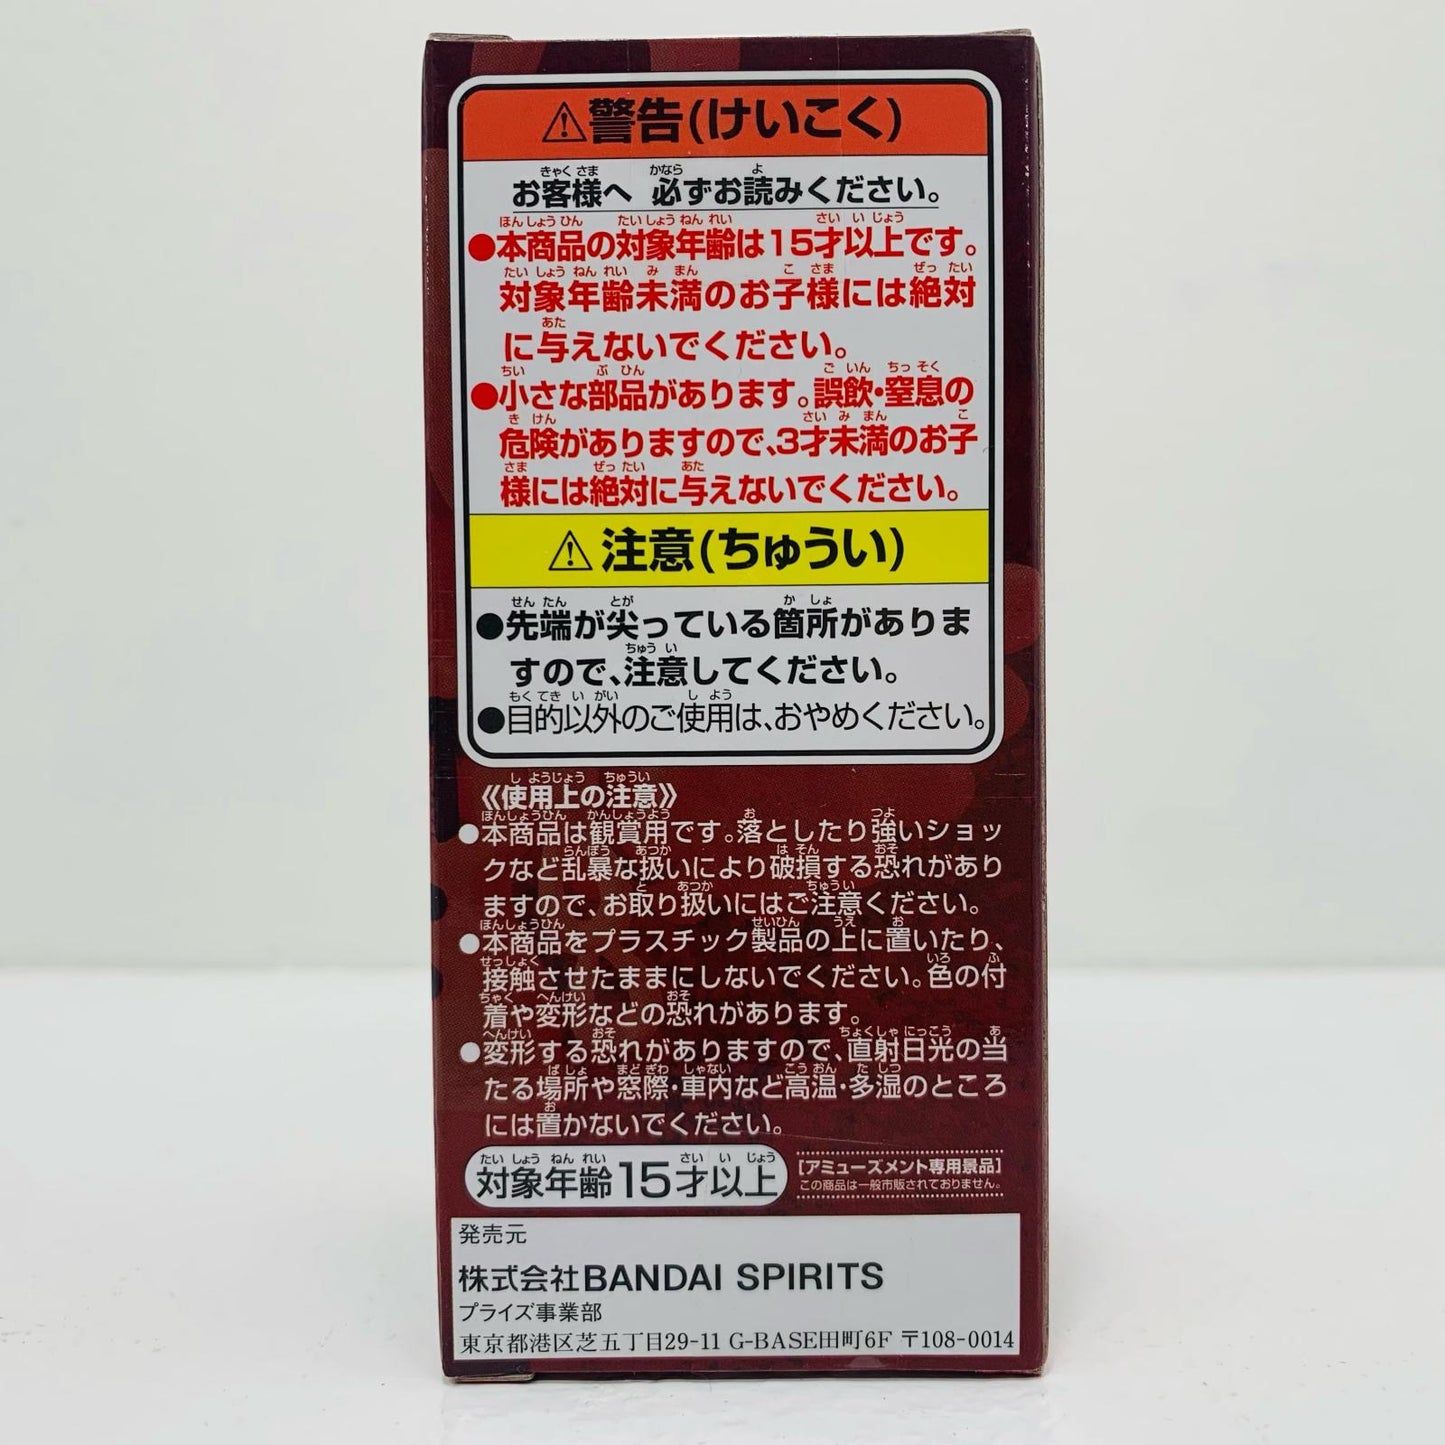 ⚠警告(けいこく)
お客様へ 必ずお読みください。
●本商品の対象年齢は15才以上です。
対象年齢未満のお子様には絶対
に与えないでください。
●小さな部品があります。誤飲・窒息の
危険がありますので、3才未満のお子
様には絶対に与えないでください。
⚠注意(ちゅうい)
●先端が尖っている箇所がありま
すので、注意してください。
●目的以外のご使用は、おやめください。
《使用上の注意》
●本商品は観賞用です。落としたり強いショッ
クなど乱暴な扱いにより破損する恐れがあり
ますので、お取り扱いにはご注意ください。
●本商品をプラスチック製品の上に置いたり、
接触させたままにしないでください。色の付
着や変形などの恐れがあります。
●変形する恐れがありますので、直射日光の当
たる場所や窓際・車内など高温・多湿のところ
には置かないでください。
対象年齢15才以上
[アミューズメント専用景品]
この商品は一般市販されておりません。
発売元
株式会社BANDAI SPIRITS
プライズ事業部
東京都港区芝五丁目29-11 G-BASE田町6F 〒108-0014